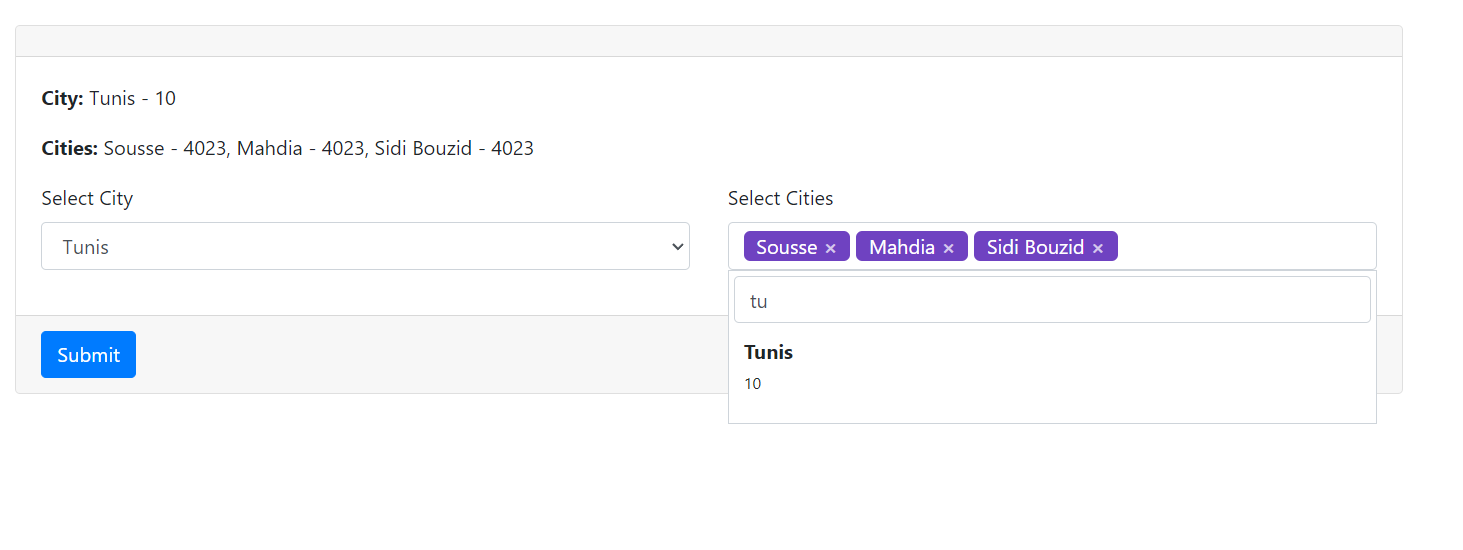 City: Tunis - 10
Cities: Sousse - 4023, Mahdia - 4023, Sidi Bouzid - 4023
Select City
Select Cities
Tunis
Sousse × Mahdia × Sidi Bouzid ×
tu
Submit
Tunis
10